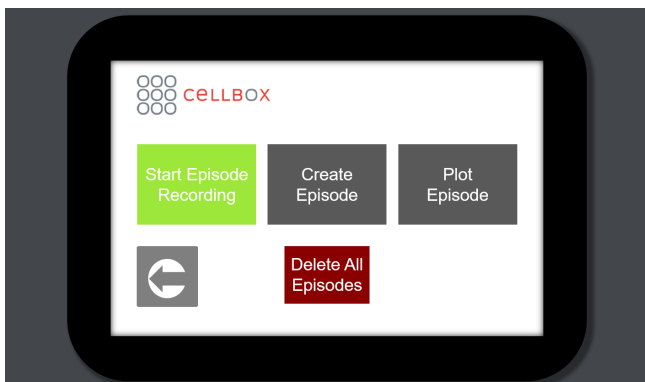 CeLLBOX
Start Episode
Recording
Create
Episode
Plot
Episode
Delete All
Episodes